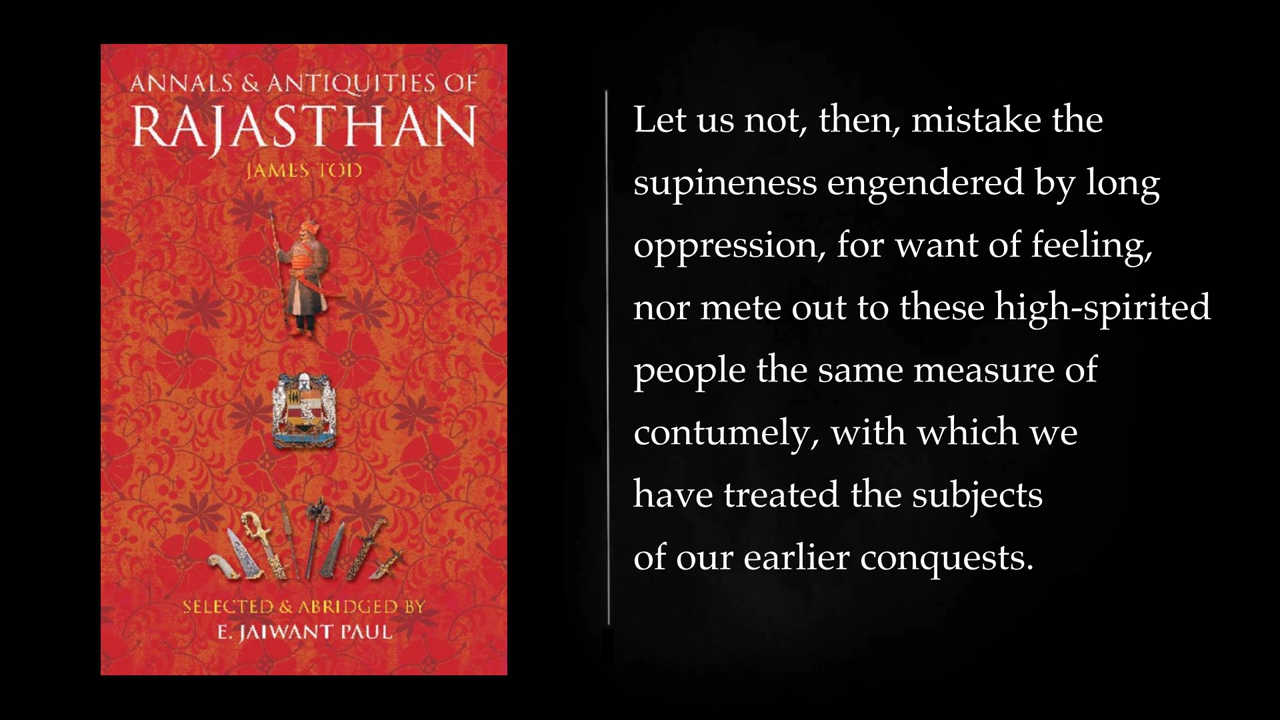 ANNALS & ANTIQUITIES OF
RAJASTHAN
JAMES TOD
SELECTED & ABRIDGED BY
E. JAIWANT PAUL
Let us not, then, mistake the
supineness engendered by long
oppression, for want of feeling,
nor mete out to these high-spirited
people the same measure of
contumely, with which we
have treated the subjects
of our earlier conquests.